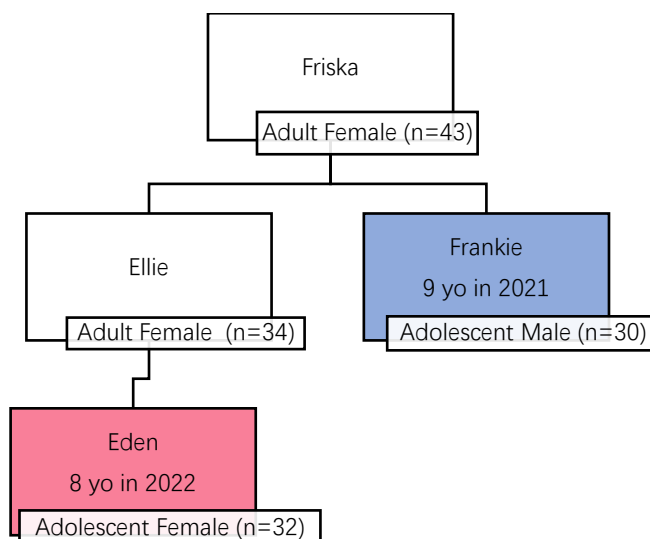 Friska
Adult Female (n=43)
Ellie
Adult Female  (n=34)
Frankie
9 yo in 2021
Adolescent Male (n=30)
Eden
8 yo in 2022
Adolescent Female (n=32)